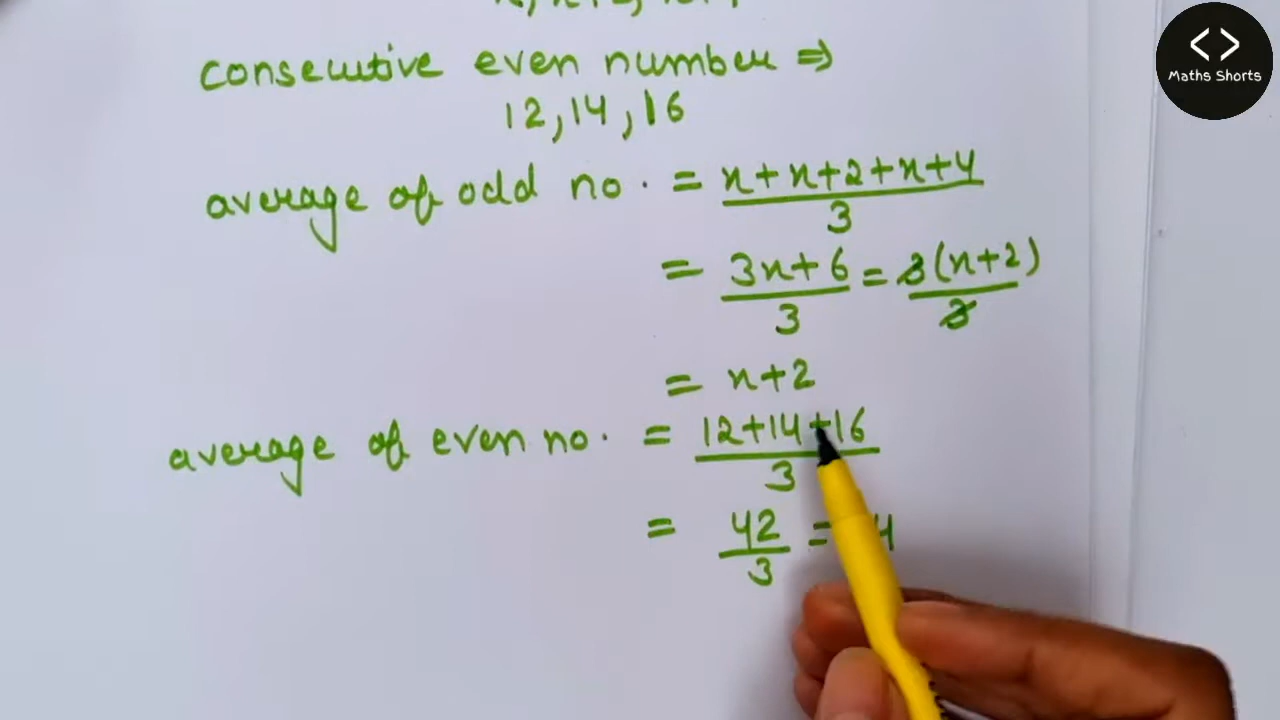 <>
Maths Shorts
consecutive even number ⇒
12, 14, 16
average of odd no. = x+x+2+x+4 / 3
= 3x+6 / 3 = 3(x+2) / 3
= x+2
average of even no. = 12+14+16 / 3
= 42 / 3 =